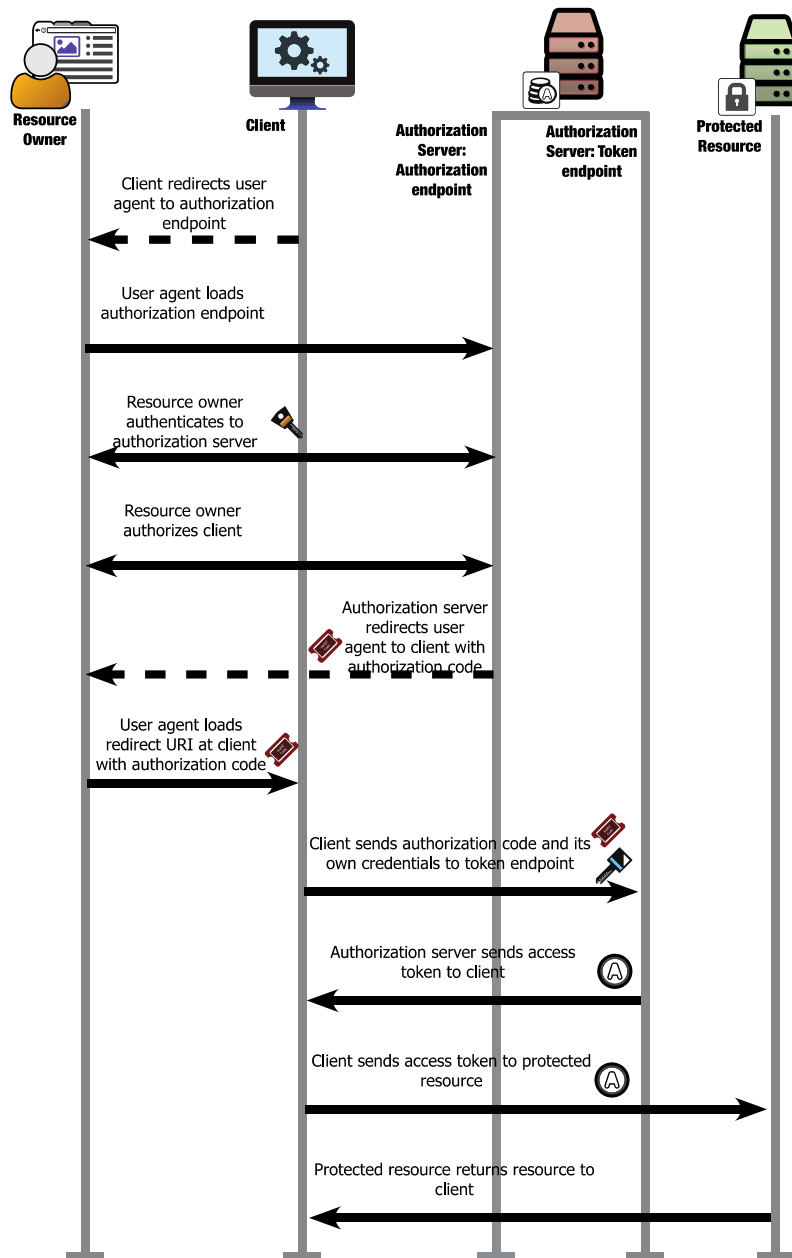 Resource
Owner
Client
Authorization
Server:
Authorization
endpoint
Authorization
Server: Token
endpoint
Protected
Resource
Client redirects user
agent to authorization
endpoint
User agent loads
authorization endpoint
Resource owner
authenticates to
authorization server
Resource owner
authorizes client
Authorization server
redirects user
agent to client with
authorization code
User agent loads
redirect URI at client
with authorization code
Client sends authorization code and its
own credentials to token endpoint
Authorization server sends access
token to client
A
Client sends access token to protected
resource
A
Protected resource returns resource to
client